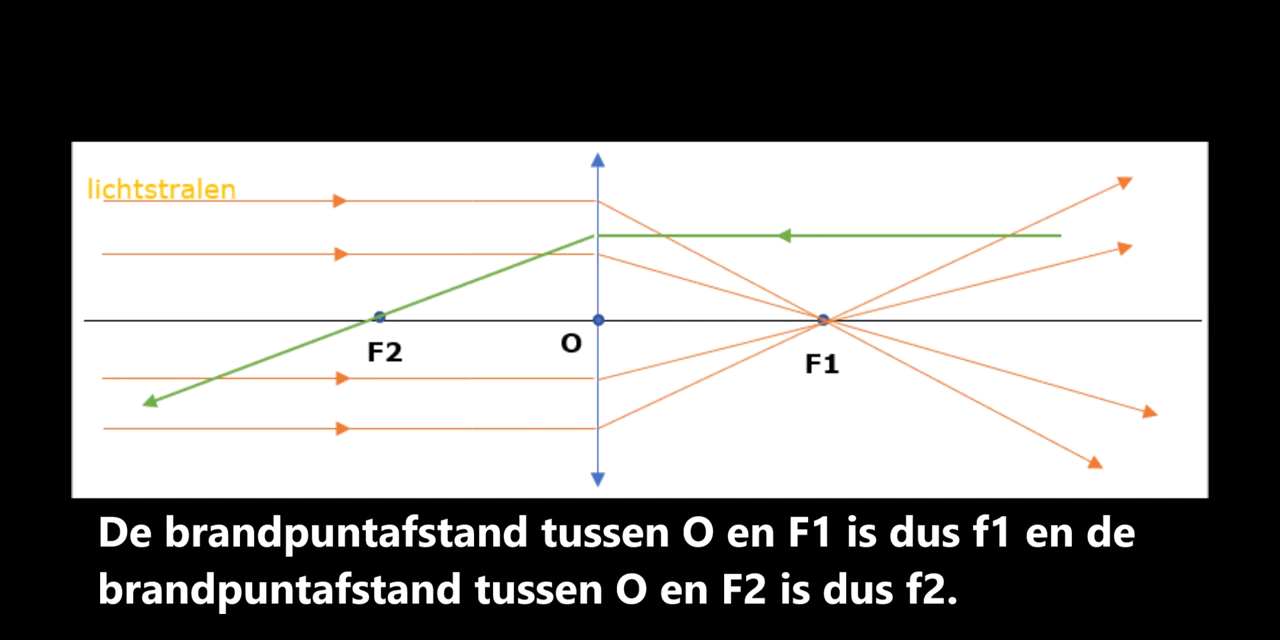 lichtstralen
F2
O
F1
De brandpuntafstand tussen O en F1 is dus f1 en de
brandpuntafstand tussen O en F2 is dus f2.